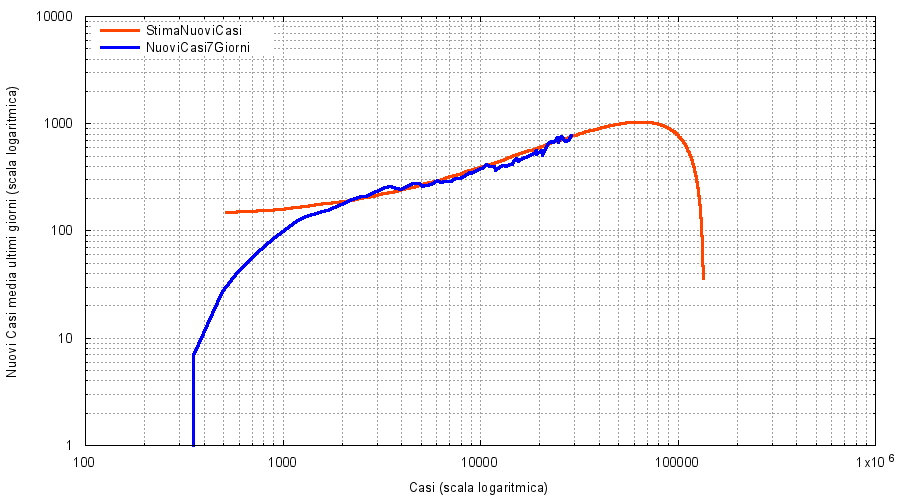 10000
StimaNuoviCasi
NuoviCasi7Giorni
1000
100
10
1
Nuovi Casi media ultimi giorni (scala logaritmica)
100 1000 10000 100000 1x10 6
Casi (scala logaritmica)